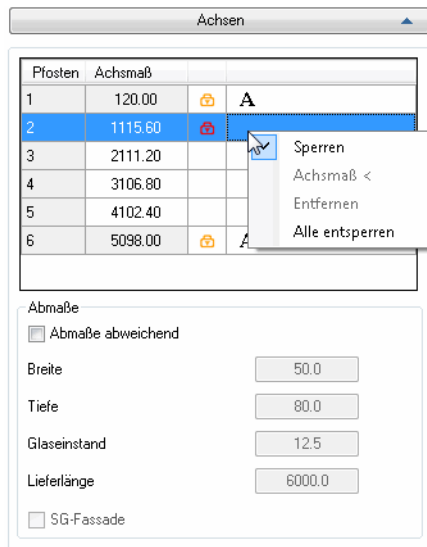 Achsen
Pfosten Achsmaß
1 120.00 A
2 1115.60
3 2111.20
4 3106.80
5 4102.40
6 5098.00 A
Sperren
Achsmaß <
Entfernen
Alle entsperren
Abmaße
Abmaße abweichend
Breite 50.0
Tiefe 80.0
Glaseinstand 12.5
Lieferlänge 6000.0
SG-Fassade